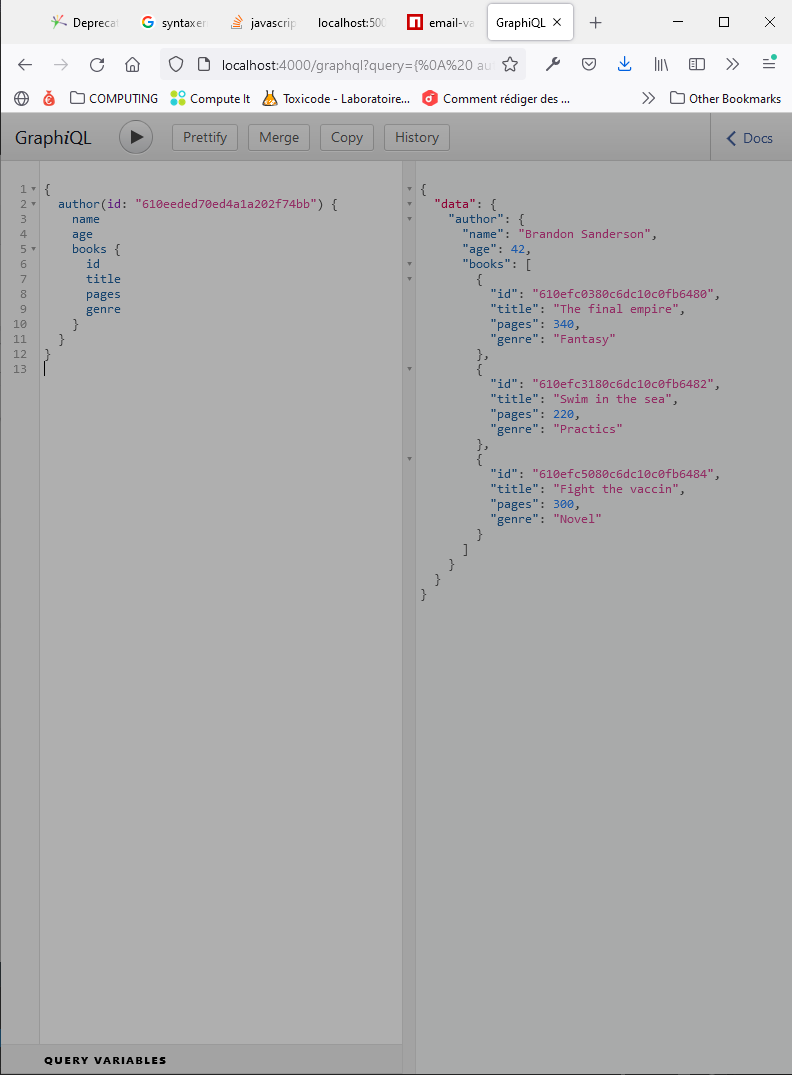 Deprecat
syntaxer
javascrip
localhost:500
email-va
GraphiQL
localhost:4000/graphql?query={%0A%20 au
COMPUTING
Compute It
Toxicode - Laboratoire...
Comment rédiger des ...
Other Bookmarks
GraphiQL
Prettify
Merge
Copy
History
Docs
1 {
2 author(id: "610eeded70ed4a1a202f74bb") {
3 name
4 age
5 books {
6 id
7 title
8 pages
9 genre
10 }
11 }
12 }
13
{
"data": {
"author": {
"name": "Brandon Sanderson",
"age": 42,
"books": [
{
"id": "610efc0380c6dc10c0fb6480",
"title": "The final empire",
"pages": 340,
"genre": "Fantasy"
},
{
"id": "610efc3180c6dc10c0fb6482",
"title": "Swim in the sea",
"pages": 220,
"genre": "Practics"
},
{
"id": "610efc5080c6dc10c0fb6484",
"title": "Fight the vaccin",
"pages": 300,
"genre": "Novel"
}
]
}
}
}
QUERY VARIABLES